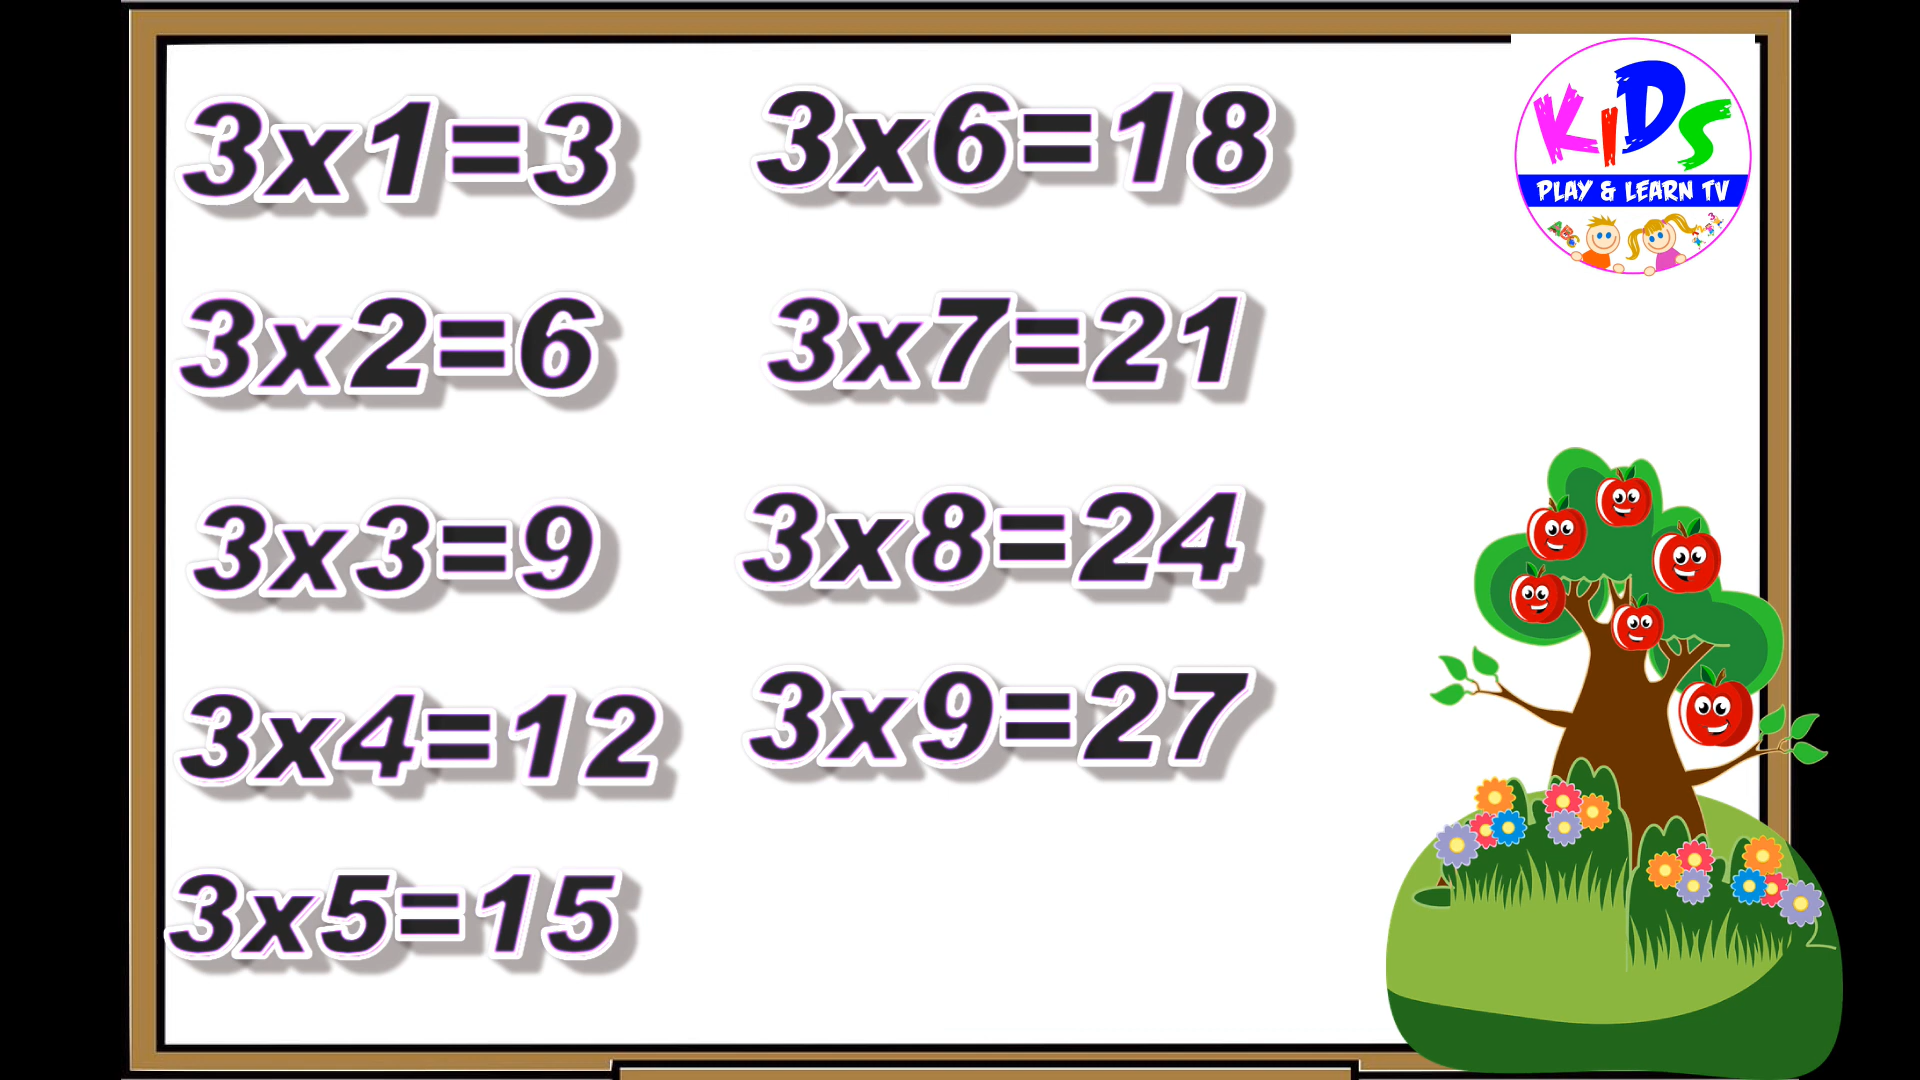 3x1=3
3x2=6
3x3=9
3x4=12
3x5=15
3x6=18
3x7=21
3x8=24
3x9=27
KiDS
PLAY & LEARN TV
ABC